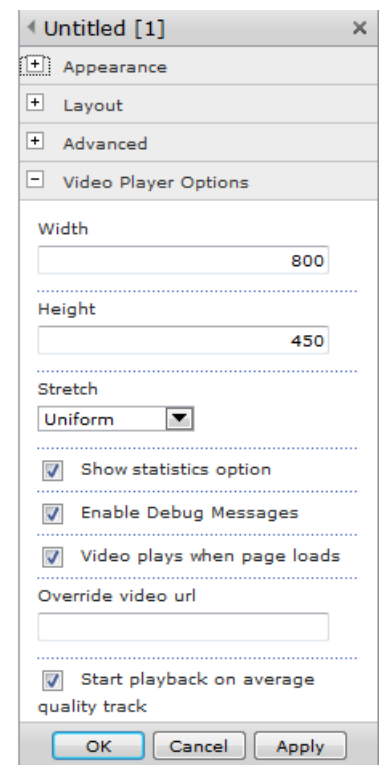 Untitled [1]
Appearance
Layout
Advanced
Video Player Options
Width
800
Height
450
Stretch
Uniform
Show statistics option
Enable Debug Messages
Video plays when page loads
Override video url
Start playback on average
quality track
OK Cancel Apply